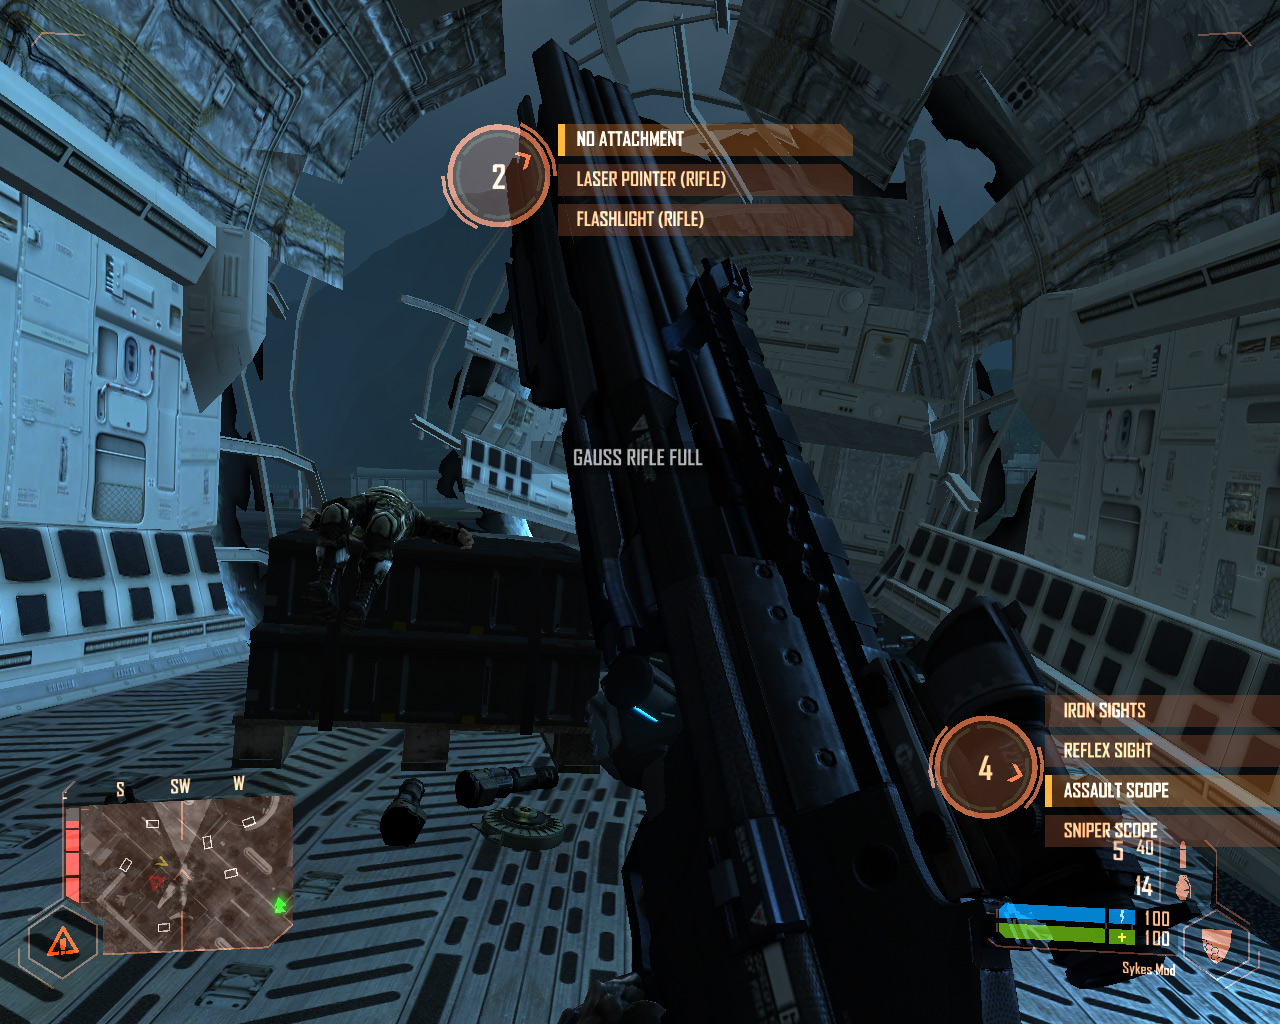 2
NO ATTACHMENT
LASER POINTER (RIFLE)
FLASHLIGHT (RIFLE)
GAUSS RIFLE FULL
4
IRON SIGHTS
REFLEX SIGHT
ASSAULT SCOPE
SNIPER SCOPE
S SW W
5 40
14
100
100
Sykes Mod